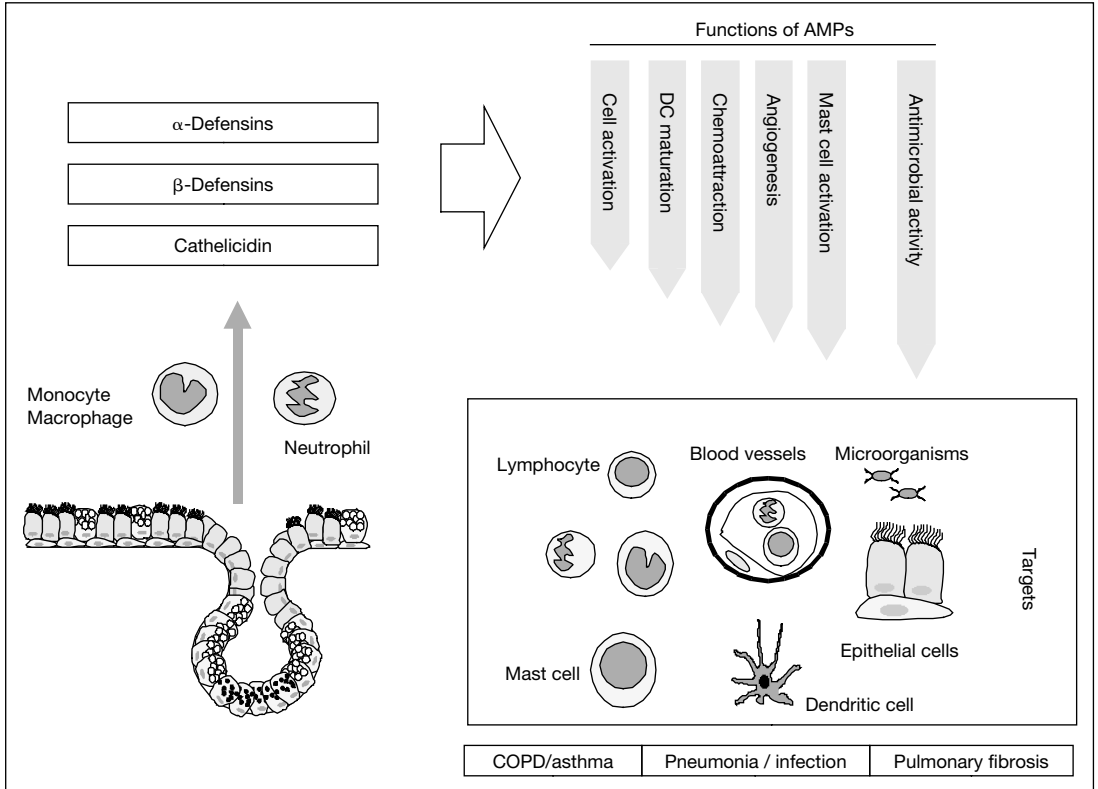 Functions of AMPs
α-Defensins
β-Defensins
Cathelicidin
Cell activation
DC maturation
Chemoattraction
Angiogenesis
Mast cell activation
Antimicrobial activity
Monocyte
Macrophage
Neutrophil
Lymphocyte
Blood vessels
Microorganisms
Targets
Epithelial cells
Mast cell
Dendritic cell
COPD/asthma
Pneumonia / infection
Pulmonary fibrosis